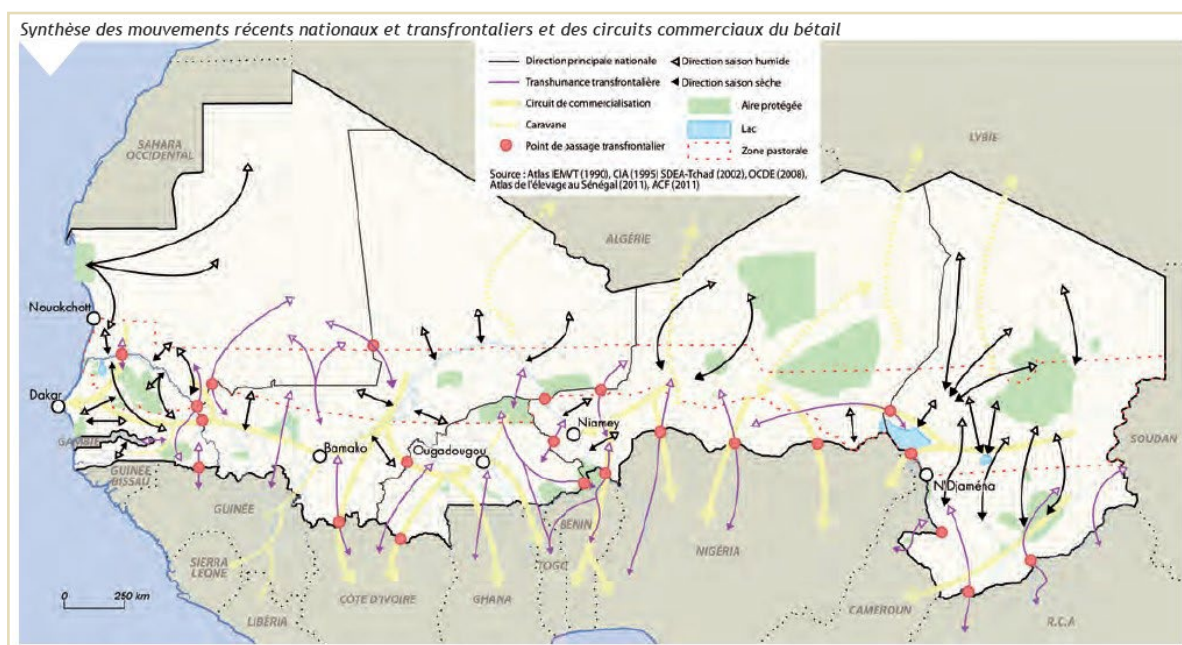 Synthèse des mouvements récents nationaux et transfrontaliers et des circuits commerciaux du bétail
Direction principale nationale
Direction saison humide
Transhumance transfrontalière
Direction saison sèche
Circuit de commercialisation
Aire protégée
Caravane
Lac
Point de passage transfrontalier
Zone pastorale
Source : Atlas IEMVT (1990), CIA (1995) SDEA-Tchad (2002), OCDE (2008),
Atlas de l'élevage au Sénégal (2011), ACF (2011)
SAHARA
OCCIDENTAL
LYBIE
ALGÉRIE
Nouakchott
Dakar
GAMBIE
GUINÉE
BISSAU
Bamako
Ougadougou
Niamey
SOUDAN
N'Djaména
GUINÉE
BÉNIN
NIGÉRIA
SIERRA
LEONE
TOGO
CÔTE D'IVOIRE
GHANA
CAMEROUN
LIBÉRIA
R.C.A
0 250 km